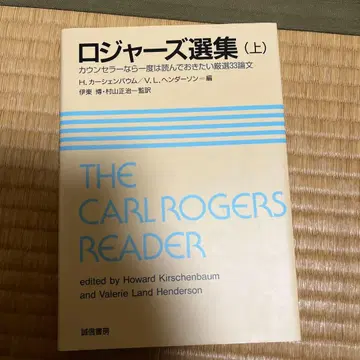 ロジャーズ選集(上)
カウンセラーなら一度は読んでおきたい厳選33論文
H.カーシェンバウム/V.L.ヘンダーソン=編
伊東 博・村山正治=監訳
THE
CARL ROGERS
READER
edited by Howard Kirschenbaum
and Valerie Land Henderson
誠信書房